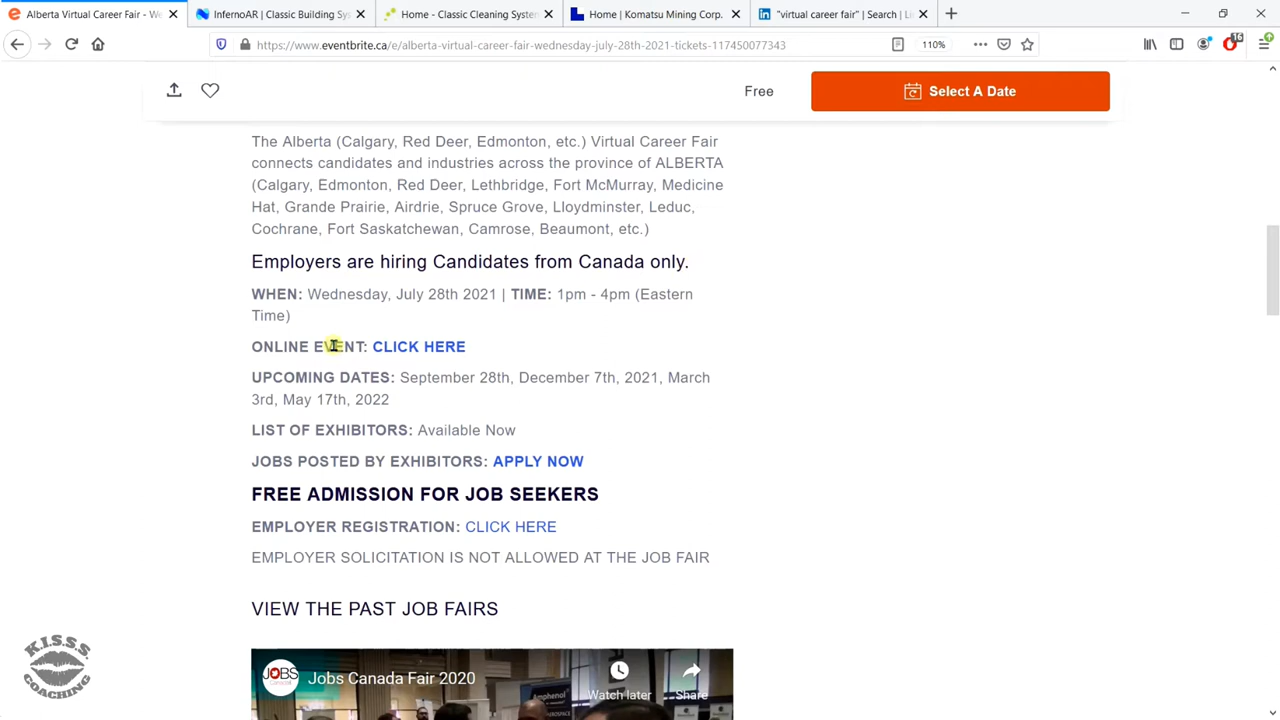 Alberta Virtual Career Fair - We
InfernoAR | Classic Building Sy
Home - Classic Cleaning System
Home | Komatsu Mining Corp.
"virtual career fair" | Search | Li
https://www.eventbrite.ca/e/alberta-virtual-career-fair-wednesday-july-28th-2021-tickets-117450077343
110%
16
Free
Select A Date
The Alberta (Calgary, Red Deer, Edmonton, etc.) Virtual Career Fair
connects candidates and industries across the province of ALBERTA
(Calgary, Edmonton, Red Deer, Lethbridge, Fort McMurray, Medicine
Hat, Grande Prairie, Airdrie, Spruce Grove, Lloydminster, Leduc,
Cochrane, Fort Saskatchewan, Camrose, Beaumont, etc.)
Employers are hiring Candidates from Canada only.
WHEN: Wednesday, July 28th 2021 | TIME: 1pm - 4pm (Eastern
Time)
ONLINE EVENT: CLICK HERE
UPCOMING DATES: September 28th, December 7th, 2021, March
3rd, May 17th, 2022
LIST OF EXHIBITORS: Available Now
JOBS POSTED BY EXHIBITORS: APPLY NOW
FREE ADMISSION FOR JOB SEEKERS
EMPLOYER REGISTRATION: CLICK HERE
EMPLOYER SOLICITATION IS NOT ALLOWED AT THE JOB FAIR
VIEW THE PAST JOB FAIRS
K.I.S.S.S.
COACHING
JOBS
Jobs Canada Fair 2020
Watch later
Share
Amphenol